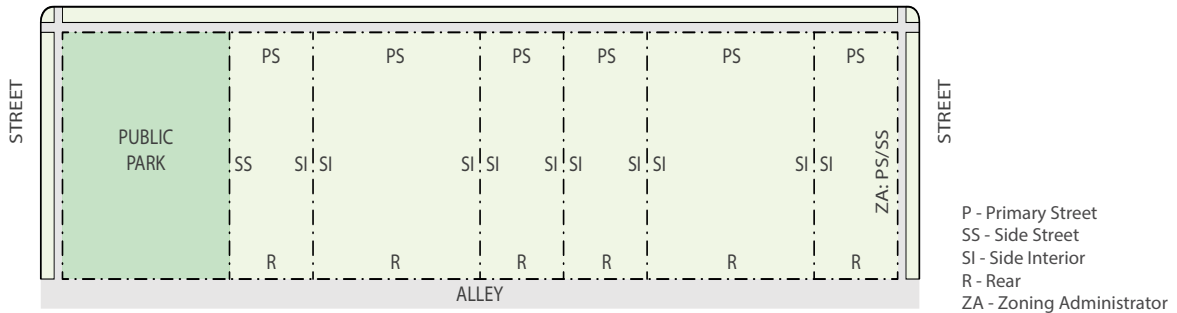 PS PS PS PS PS PS
STREET
STREET
PUBLIC
PARK
SS SI SI SI SI SI SI SI SI SI SI
ZA: PS/SS
R R R R R R
ALLEY
P - Primary Street
SS - Side Street
SI - Side Interior
R - Rear
ZA - Zoning Administrator